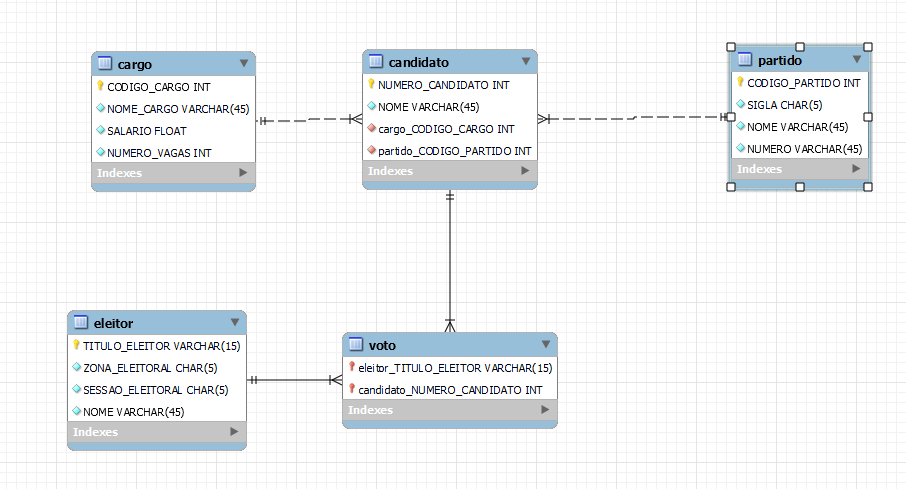 cargo
CODIGO_CARGO INT
NOME_CARGO VARCHAR(45)
SALARIO FLOAT
NUMERO_VAGAS INT
Indexes
candidato
NUMERO_CANDIDATO INT
NOME VARCHAR(45)
cargo_CODIGO_CARGO INT
partido_CODIGO_PARTIDO INT
Indexes
partido
CODIGO_PARTIDO INT
SIGLA CHAR(5)
NOME VARCHAR(45)
NUMERO VARCHAR(45)
Indexes
eleitor
TITULO_ELEITOR VARCHAR(15)
ZONA_ELEITORAL CHAR(5)
SESSAO_ELEITORAL CHAR(5)
NOME VARCHAR(45)
Indexes
voto
eleitor_TITULO_ELEITOR VARCHAR(15)
candidato_NUMERO_CANDIDATO INT
Indexes